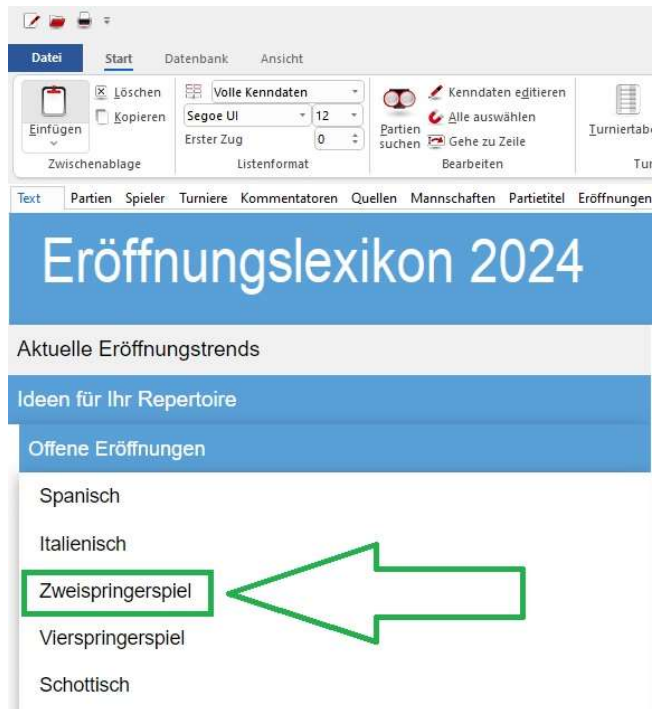 Datei Start Datenbank Ansicht
Einfügen
Löschen
Kopieren
Zwischenablage
Volle Kenndaten
Segoe UI 12
Erster Zug 0
Listenformat
Partien suchen
Kenndaten editieren
Alle auswählen
Gehe zu Zeile
Bearbeiten
Turniertabe
Tur
Text Partien Spieler Turniere Kommentatoren Quellen Mannschaften Partietitel Eröffnungen
Eröffnungslexikon 2024
Aktuelle Eröffnungstrends
Ideen für Ihr Repertoire
Offene Eröffnungen
Spanisch
Italienisch
Zweispringerspiel
Vierspringerspiel
Schottisch